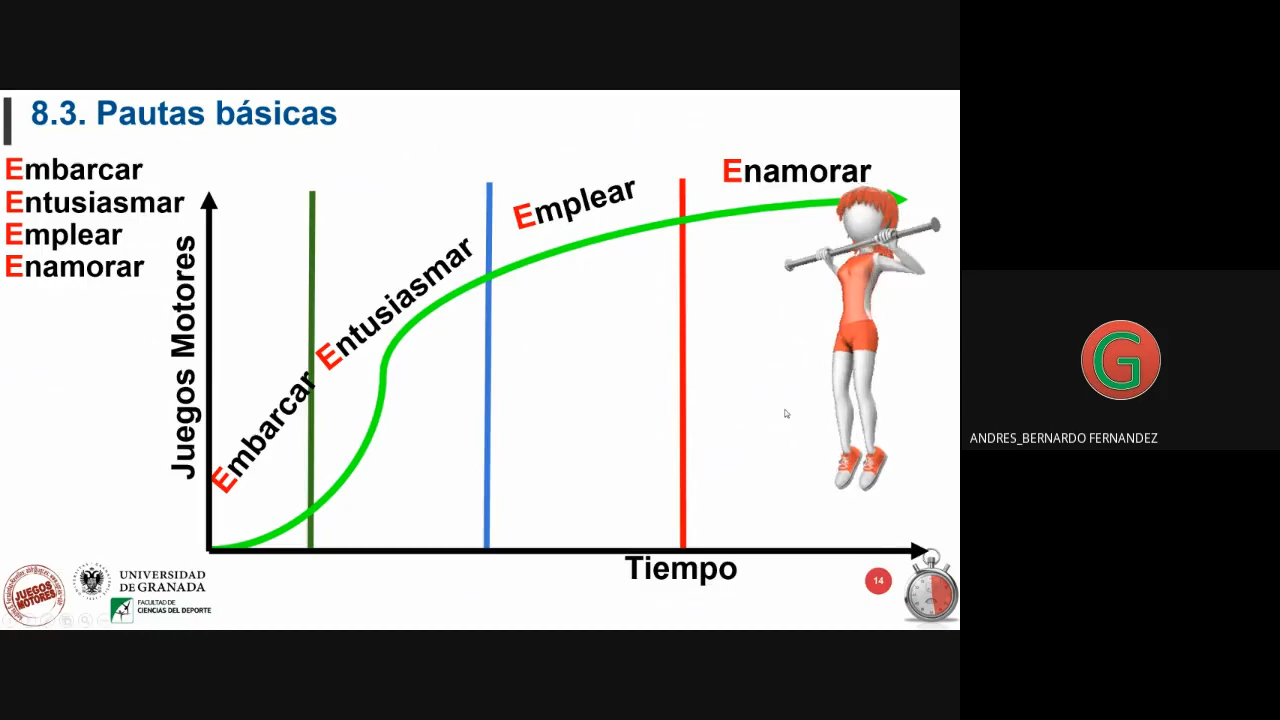 8.3. Pautas básicas
Embarcar
Entusiasmar
Emplear
Enamorar
Juegos Motores
Embarcar
Entusiasmar
Emplear
Enamorar
Tiempo
14
JUEGOS
MOTORES
UNIVERSIDAD
DE GRANADA
FACULTAD DE
CIENCIAS DEL DEPORTE
G
ANDRES_BERNARDO FERNANDEZ